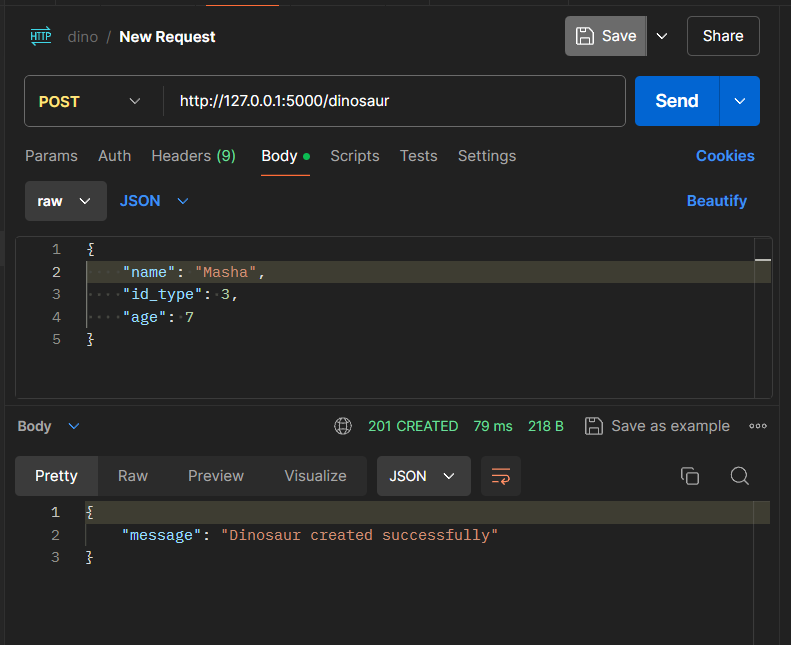 HTTP dino / New Request Save Share
POST http://127.0.0.1:5000/dinosaur Send
Params Auth Headers (9) Body Scripts Tests Settings Cookies
raw JSON Beautify
1 {
2 "name": "Masha",
3 "id_type": 3,
4 "age": 7
5 }
Body 201 CREATED 79 ms 218 B Save as example
Pretty Raw Preview Visualize JSON
1 {
2 "message": "Dinosaur created successfully"
3 }